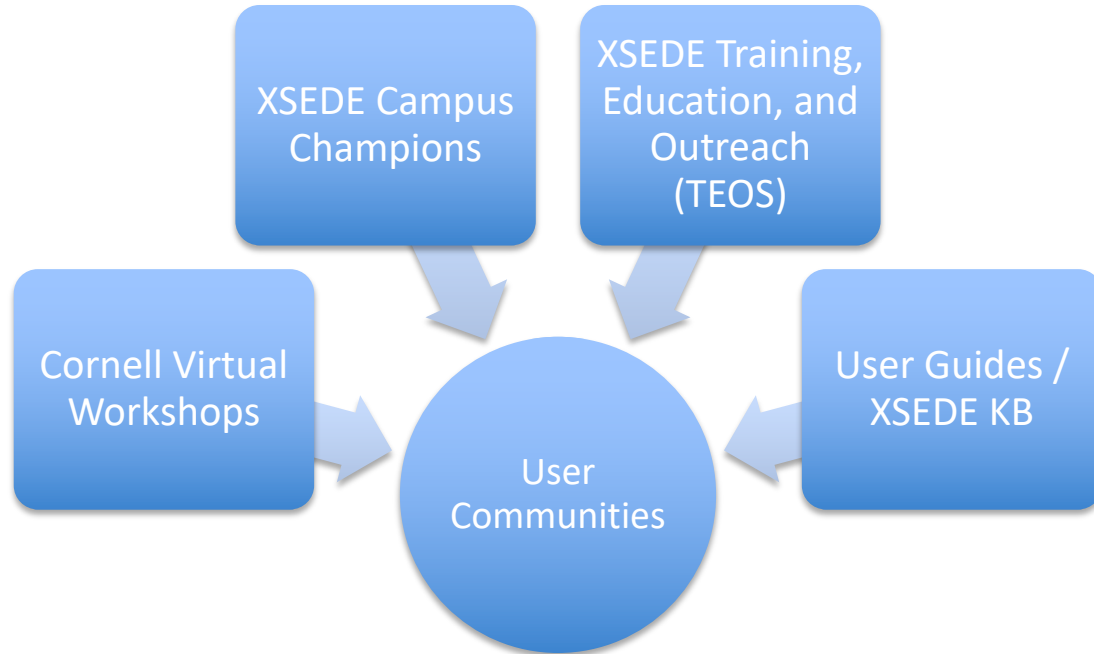 XSEDE Campus
Champions
XSEDE Training,
Education, and
Outreach
(TEOS)
Cornell Virtual
Workshops
User Guides /
XSEDE KB
User
Communities